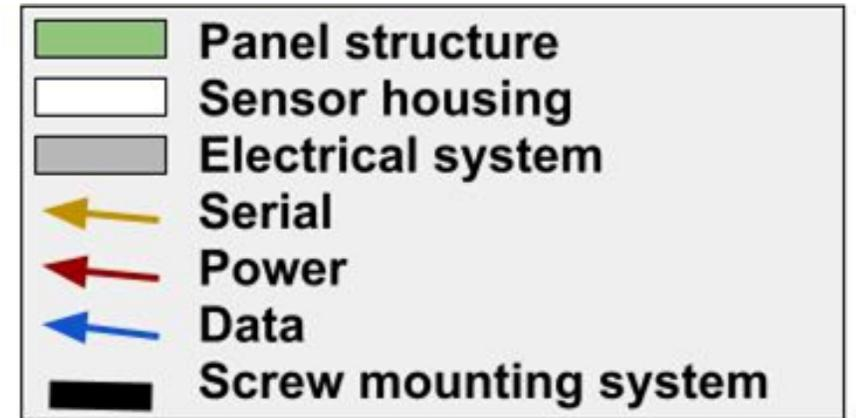 Panel structure
Sensor housing
Electrical system
Serial
Power
Data
Screw mounting system